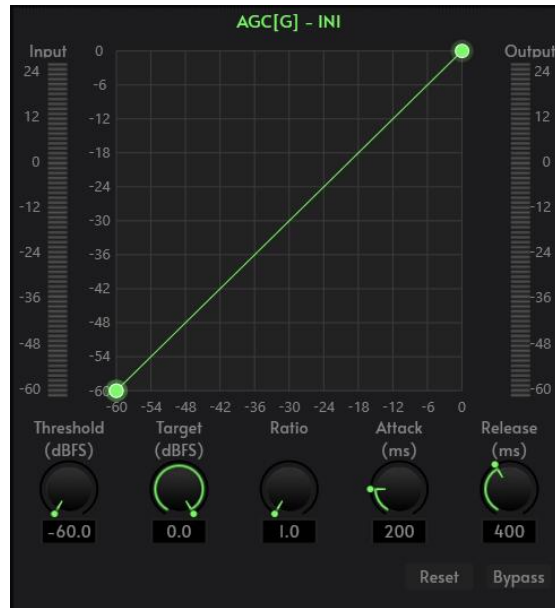 AGC[G] - INI
Input
Output
24
12
0
-12
-24
-36
-48
-60
0
-6
-12
-18
-24
-30
-36
-42
-48
-54
-60
-60 -54 -48 -42 -36 -30 -24 -18 -12 -6 0
24
12
0
-12
-24
-36
-48
-60
Threshold (dBFS)
Target (dBFS)
Ratio
Attack (ms)
Release (ms)
-60.0
0.0
1.0
200
400
Reset
Bypass